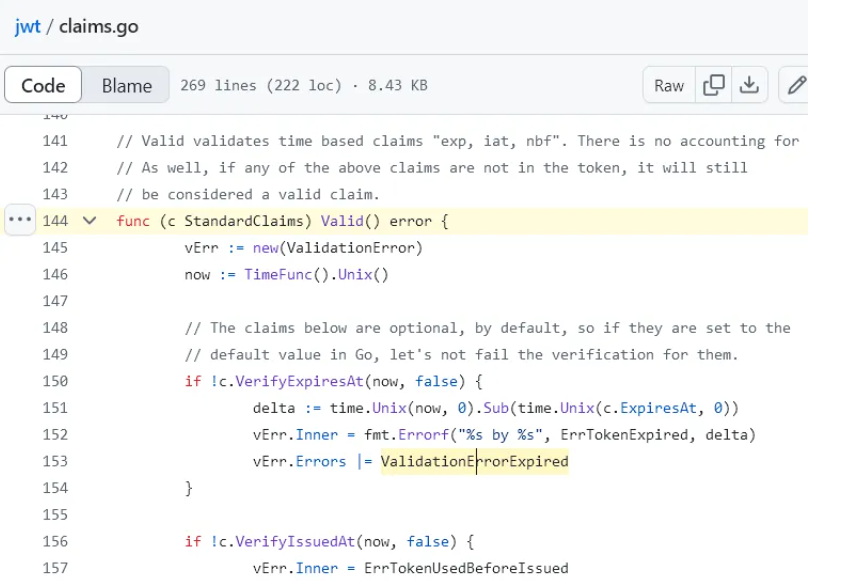 jwt / claims.go
Code Blame 269 lines (222 loc) · 8.43 KB Raw
140
141 // Valid validates time based claims "exp, iat, nbf". There is no accounting for
142 // As well, if any of the above claims are not in the token, it will still
143 // be considered a valid claim.
144 func (c StandardClaims) Valid() error {
145 vErr := new(ValidationError)
146 now := TimeFunc().Unix()
147
148 // The claims below are optional, by default, so if they are set to the
149 // default value in Go, let's not fail the verification for them.
150 if !c.VerifyExpiresAt(now, false) {
151 delta := time.Unix(now, 0).Sub(time.Unix(c.ExpiresAt, 0))
152 vErr.Inner = fmt.Errorf("%s by %s", ErrTokenExpired, delta)
153 vErr.Errors |= ValidationErrorExpired
154 }
155
156 if !c.VerifyIssuedAt(now, false) {
157 vErr.Inner = ErrTokenUsedBeforeIssued